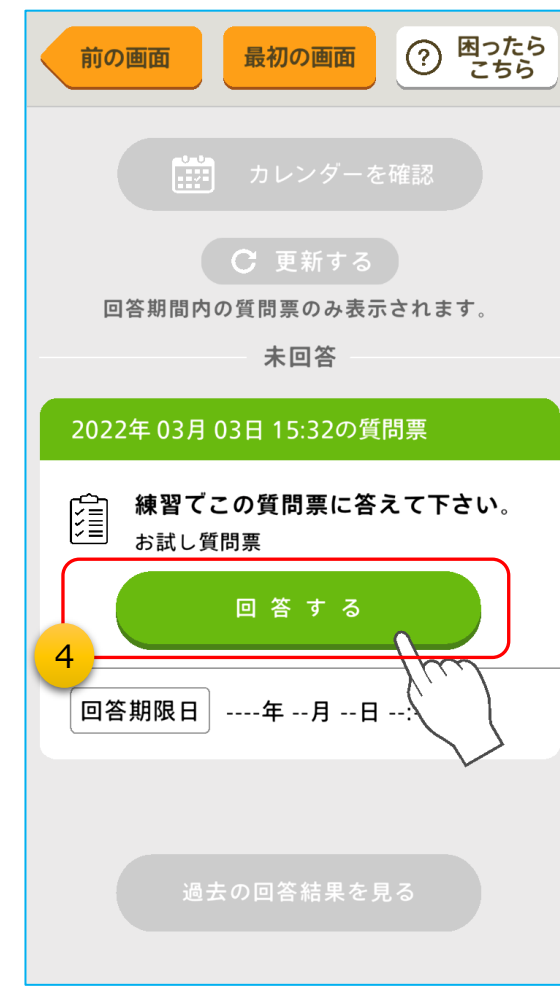 前の画面
最初の画面
? 困ったら
こちら
カレンダーを確認
更新する
回答期間内の質問票のみ表示されます。
未回答
2022年 03月 03日 15:32の質問票
練習でこの質問票に答えて下さい。
お試し質問票
回答する
4
回答期限日 ----年 --月 --日 --:-
過去の回答結果を見る